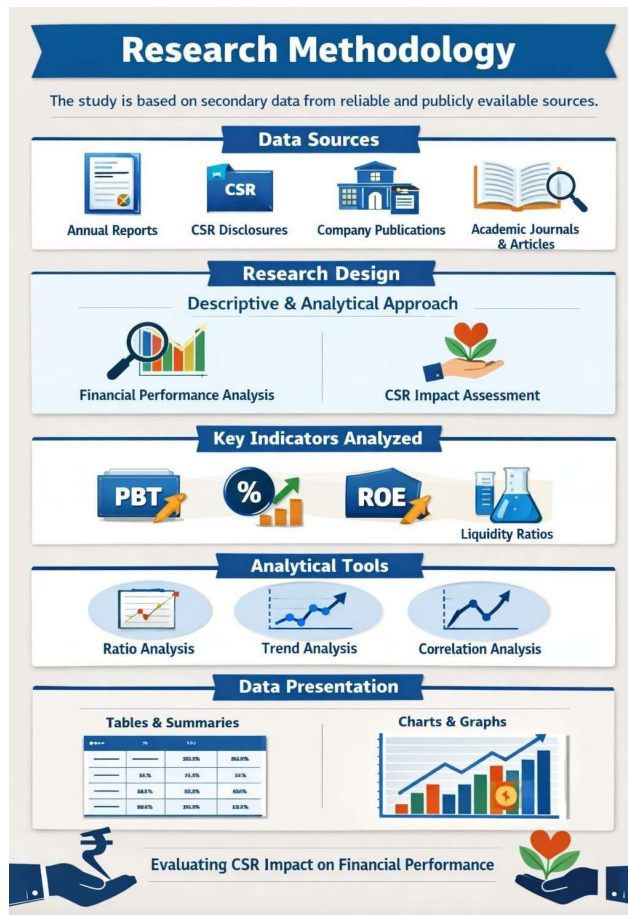 Research Methodology
The study is based on secondary data from reliable and publicly evailable sources.
Data Sources
CSR
Annual Reports
CSR Disclosures
Company Publications
Academic Journals
& Articles
Research Design
Descriptive & Analytical Approach
Financial Performance Analysis
CSR Impact Assessment
Key Indicators Analyzed
PBT
%
ROE
Liquidity Ratios
Analytical Tools
Ratio Analysis
Trend Analysis
Correlation Analysis
Data Presentation
Tables & Summaries
Charts & Graphs
₹
Evaluating CSR Impact on Financial Performance